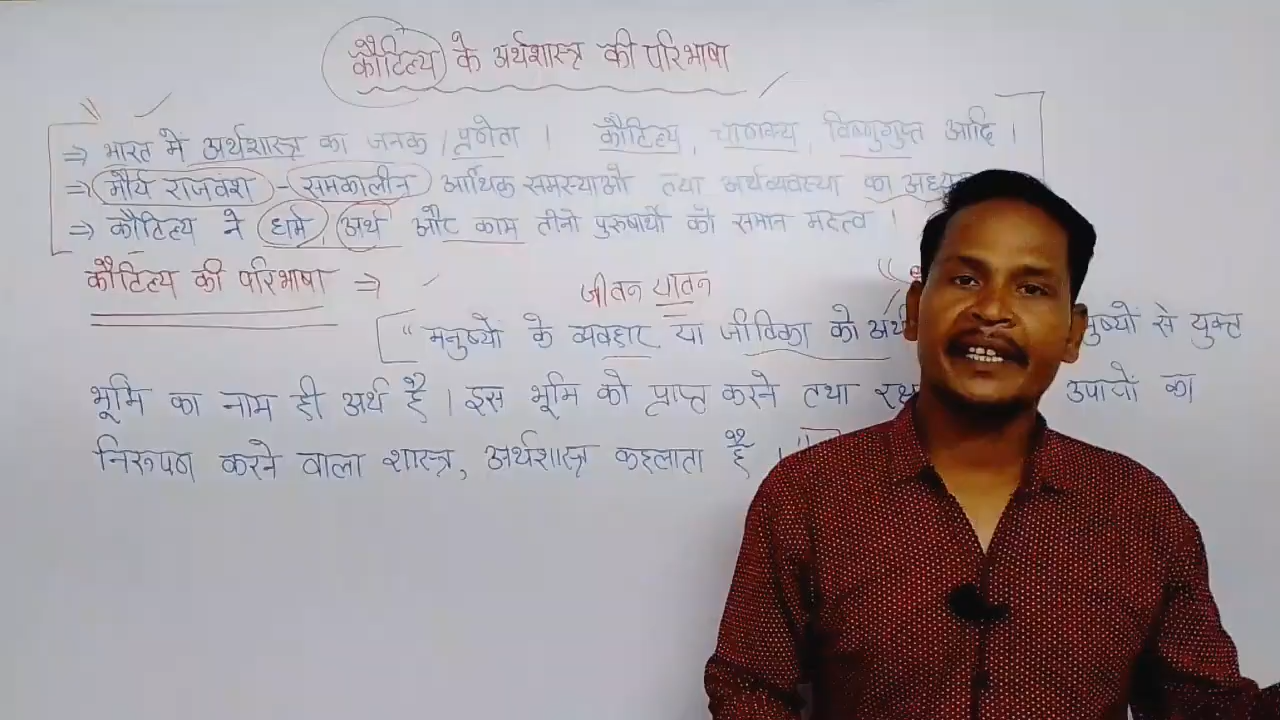 कौटिल्य के अर्थशास्त्र की परिभाषा
⇒ भारत में अर्थशास्त्र का जनक / प्रणेता । कौटिल्य, चाणक्य, विष्णुगुप्त आदि ।
⇒ मौर्य राजवंश - समकालीन आर्थिक समस्याओं तथा अर्थव्यवस्था का
⇒ कौटिल्य ने धर्म, अर्थ और काम तीनों पुरुषार्थों को समान महत्व ।
कौटिल्य की परिभाषा ⇒
जीवन यापन
"मनुष्यों के व्यवहार या जीविका को से युक्त
भूमि का नाम ही अर्थ है । इस भूमि को प्राप्त करने तथा उपायों का
निरूपण करने वाला शास्त्र, अर्थशास्त्र कहलाता है ।"